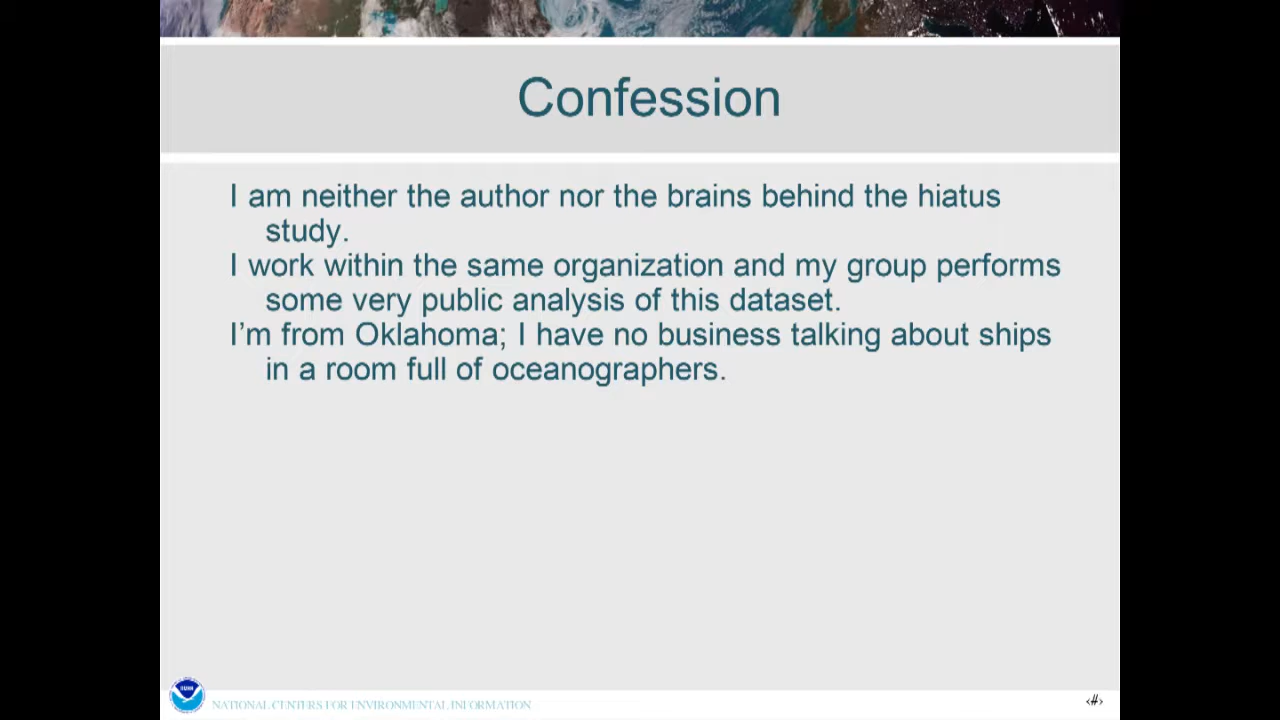 Confession
I am neither the author nor the brains behind the hiatus
study.
I work within the same organization and my group performs
some very public analysis of this dataset.
I'm from Oklahoma; I have no business talking about ships
in a room full of oceanographers.
NOAA
NATIONAL CENTERS FOR ENVIRONMENTAL INFORMATION
‹#›